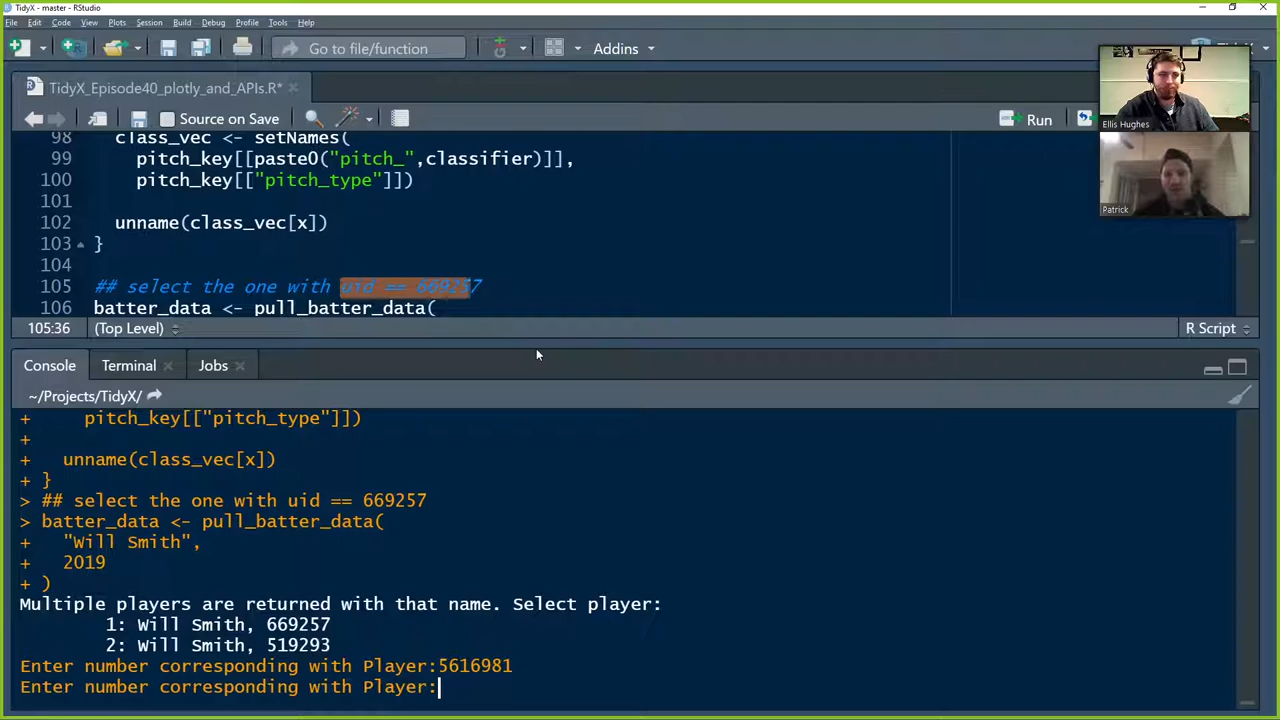 TidyX - master - RStudio
File Edit Code View Plots Session Build Debug Profile Tools Help
Go to file/function
Addins
TidyX_Episode40_plotly_and_APIs.R*
Source on Save
Run
98 class_vec <- setNames(
99 pitch_key[[paste0("pitch_",classifier)]],
100 pitch_key[["pitch_type"]])
101
102 unname(class_vec[x])
103 }
104
105 ## select the one with uid == 669257
106 batter_data <- pull_batter_data(
105:36 (Top Level) R Script
Ellis Hughes
Patrick
Console Terminal Jobs
~/Projects/TidyX/
+ pitch_key[["pitch_type"]])
+
+ unname(class_vec[x])
+ }
> ## select the one with uid == 669257
> batter_data <- pull_batter_data(
+ "Will Smith",
+ 2019
+ )
Multiple players are returned with that name. Select player:
1: Will Smith, 669257
2: Will Smith, 519293
Enter number corresponding with Player:5616981
Enter number corresponding with Player: